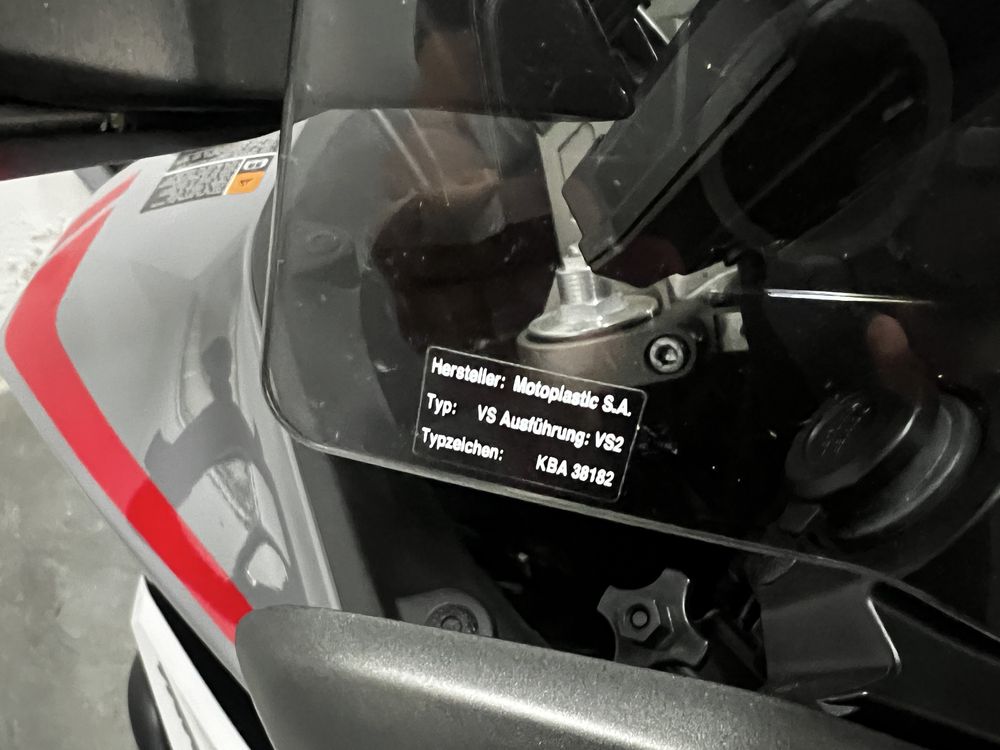 Hersteller: Motoplastic S.A.
Typ: VS Ausführung: VS2
Typzeichen: KBA 38182